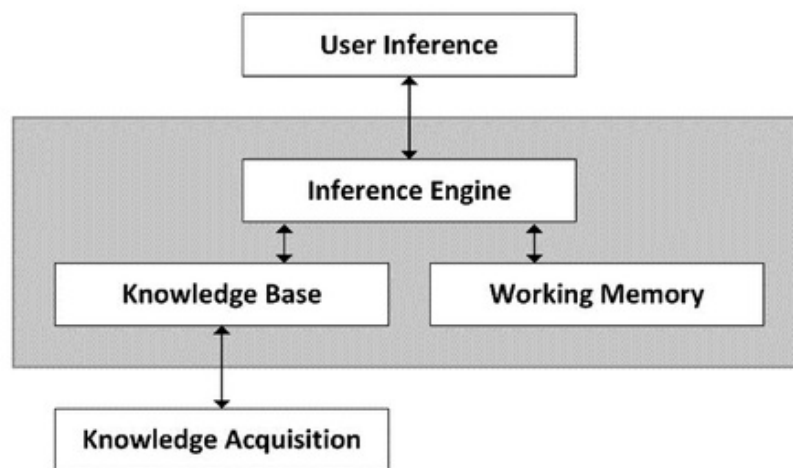 User Inference
Inference Engine
Knowledge Base
Working Memory
Knowledge Acquisition